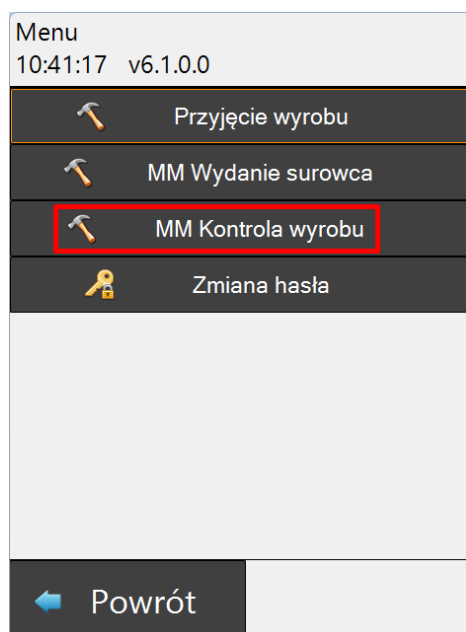 Menu
10:41:17 v6.1.0.0
Przyjęcie wyrobu
MM Wydanie surowca
MM Kontrola wyrobu
Zmiana hasła
Powrót